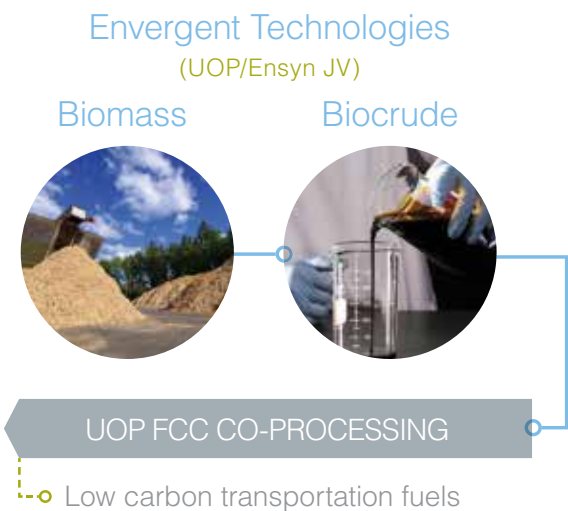 Envergent Technologies
(UOP/Ensyn JV)
Biomass Biocrude
UOP FCC CO-PROCESSING
Low carbon transportation fuels